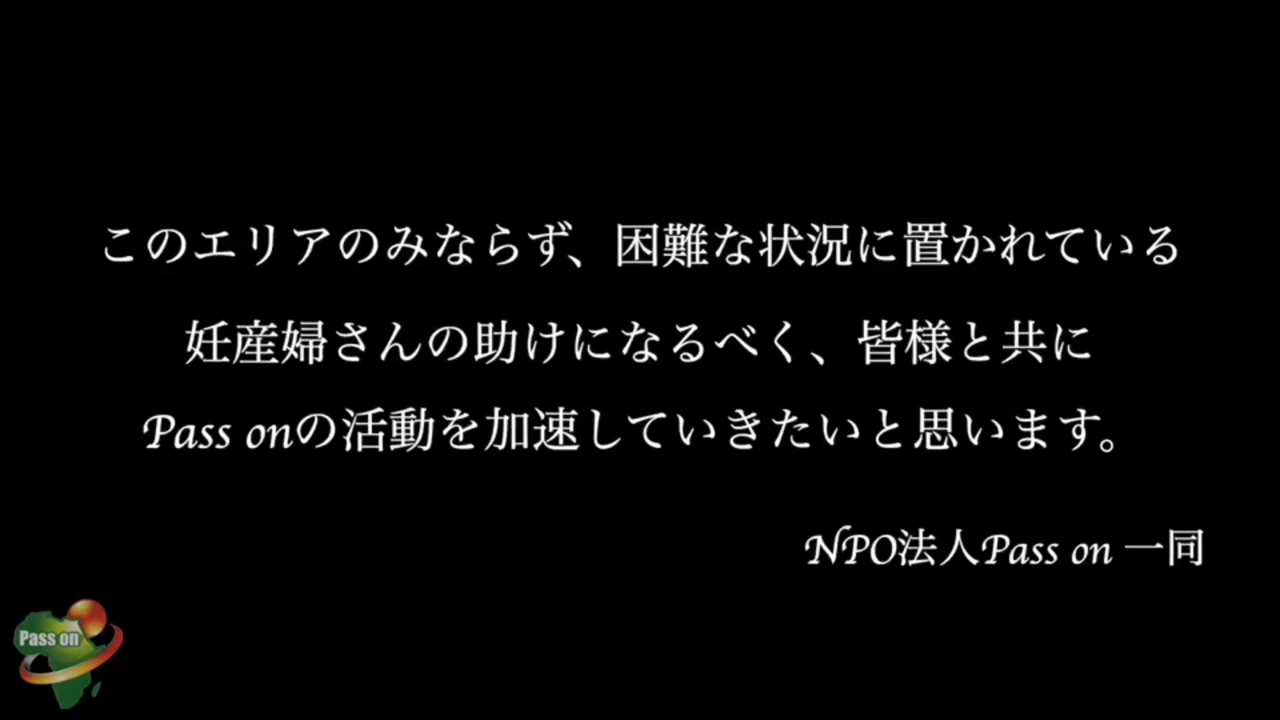 このエリアのみならず、困難な状況に置かれている
妊産婦さんの助けになるべく、皆様と共に
Pass onの活動を加速していきたいと思います。
NPO法人Pass on 一同
Pass on